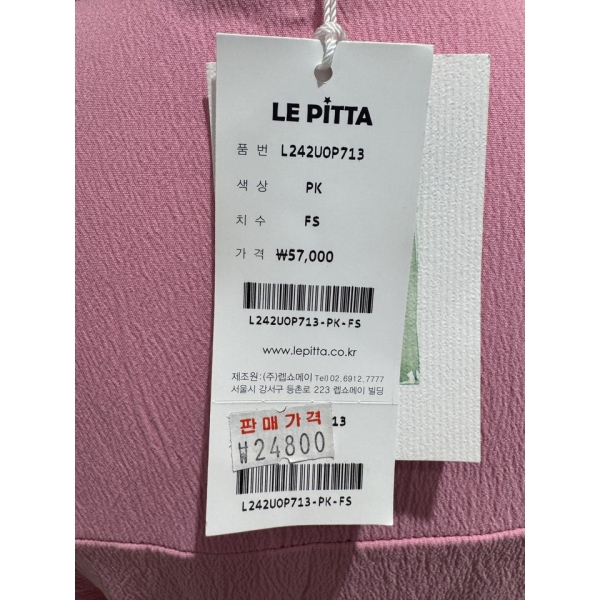 LE PITTA
품 번 L242UOP713
색 상 PK
치 수 FS
가 격 ₩57,000
L242UOP713-PK-FS
www.lepitta.co.kr
제조원:(주)렙쇼메이 Tel)02.6912.7777
서울시 강서구 등촌로 223 렙쇼메이 빌딩
판매가격 13
₩24800
L242UOP713-PK-FS